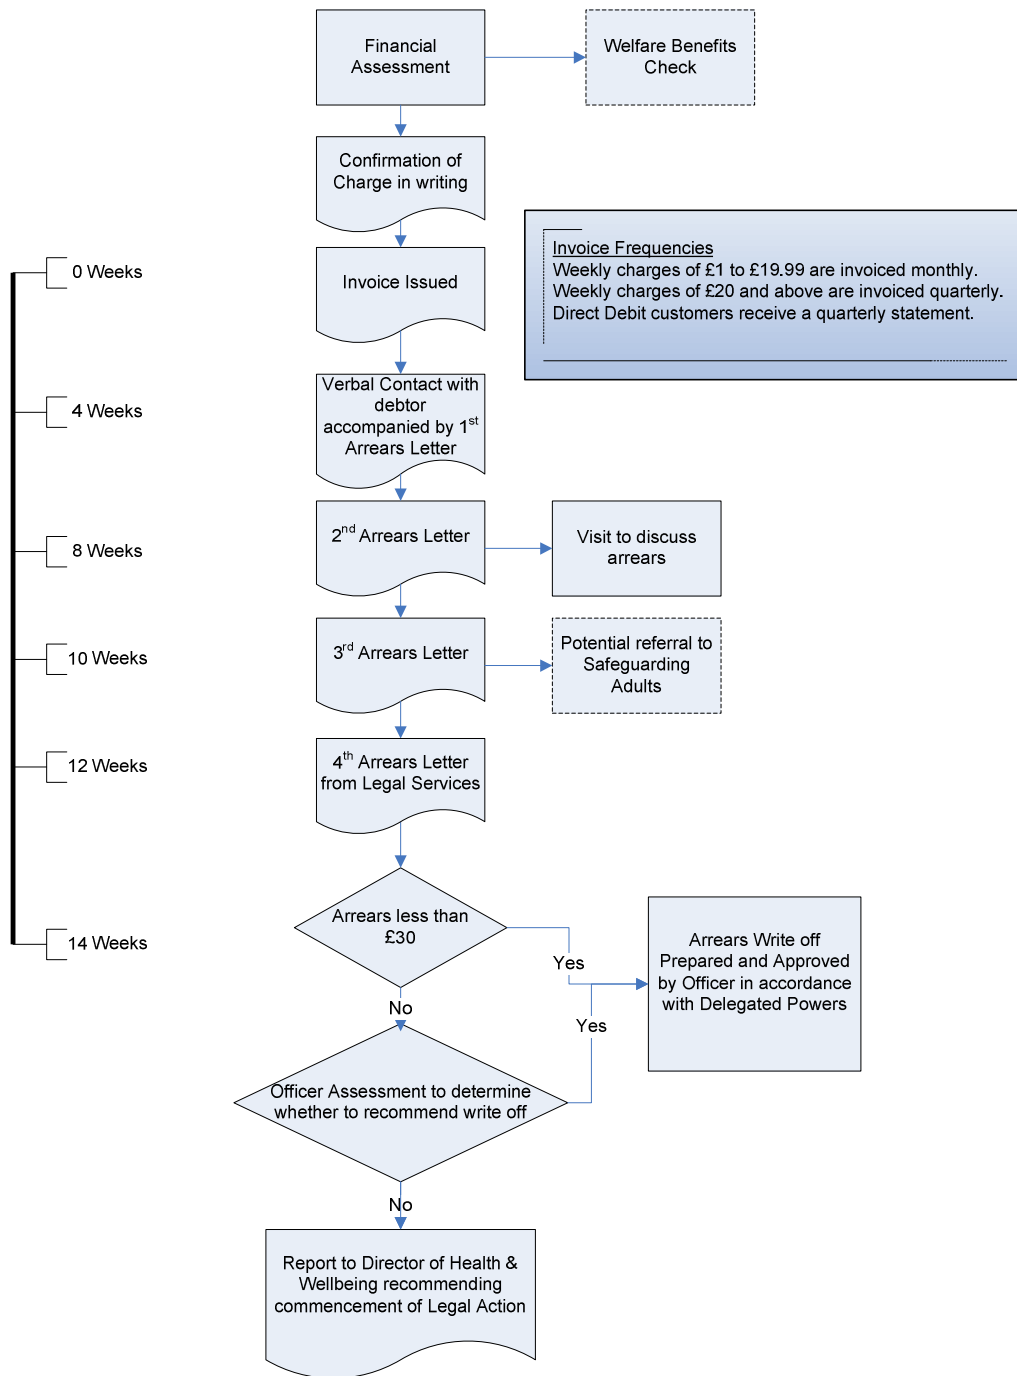 Financial
Assessment
Welfare Benefits
Check
Confirmation of
Charge in writing
Invoice Frequencies
Weekly charges of £1 to £19.99 are invoiced monthly.
Weekly charges of £20 and above are invoiced quarterly.
Direct Debit customers receive a quarterly statement.
0 Weeks
Invoice Issued
4 Weeks
Verbal Contact with
debtor
accompanied by 1st
Arrears Letter
8 Weeks
2nd Arrears Letter
Visit to discuss
arrears
10 Weeks
3rd Arrears Letter
Potential referral to
Safeguarding
Adults
12 Weeks
4th Arrears Letter
from Legal Services
14 Weeks
Arrears less than
£30
Yes
Arrears Write off
Prepared and Approved
by Officer in accordance
with Delegated Powers
No
Yes
Officer Assessment to determine
whether to recommend write off
No
Report to Director of Health &
Wellbeing recommending
commencement of Legal Action